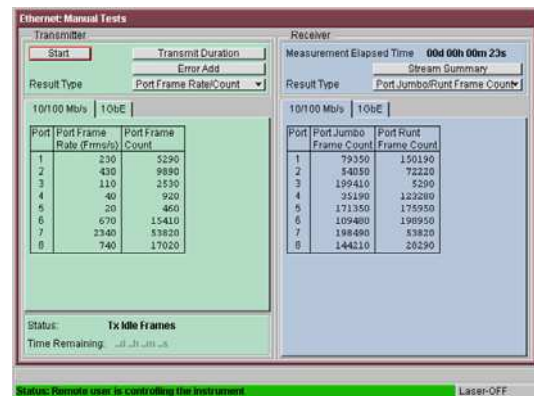 Ethernet: Manual Tests
Transmitter
Start
Transmit Duration
Error Add
Result Type Port Frame Rate/Count
10/100 Mb/s 1GbE
Port Port Frame Rate (Frms/s) Port Frame Count
1 230 5290
2 430 9890
3 110 2530
4 40 920
5 20 460
6 670 15410
7 2340 53820
8 740 17020
Status: Tx Idle Frames
Time Remaining: ..d ..h ..m ..s
Receiver
Measurement Elapsed Time 00d 00h 00m 23s
Stream Summary
Result Type Port Jumbo/Runt Frame Count
10/100 Mb/s 1GbE
Port Port Jumbo Frame Count Port Runt Frame Count
1 79350 150190
2 54050 72220
3 199410 5290
4 35190 123280
5 171350 175950
6 109480 198950
7 198490 53820
8 144210 28290
Status: Remote user is controlling the instrument
Laser-OFF